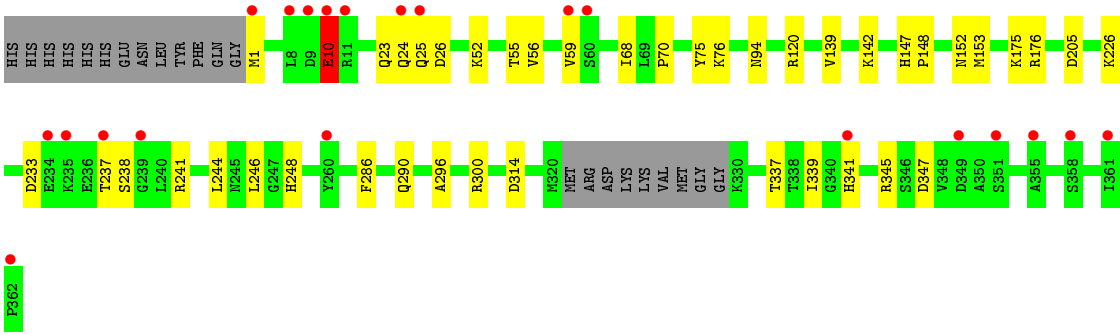 HIS HIS HIS HIS HIS HIS HIS GLU ASN LEU TYR PHE GLN GLY M1 L8 D9 E10 R11 Q23 Q24 Q25 D26 K52 T55 V56 V59 S60 I68 L69 P70 Y75 K76 N94 R120 V139 K142 H147 P148 N152 M153 K175 R176 D205 K226
D233 E234 K235 E236 T237 S238 G239 L240 R241 L244 N245 L246 G247 H248 Y260 F286 Q290 A296 R300 D314 M320 MET ARG ASP LYS LYS VAL MET GLY GLY K330 T337 T338 I339 G340 H341 R345 S346 D347 V348 D349 A350 S351 A355 S358 I361
P362